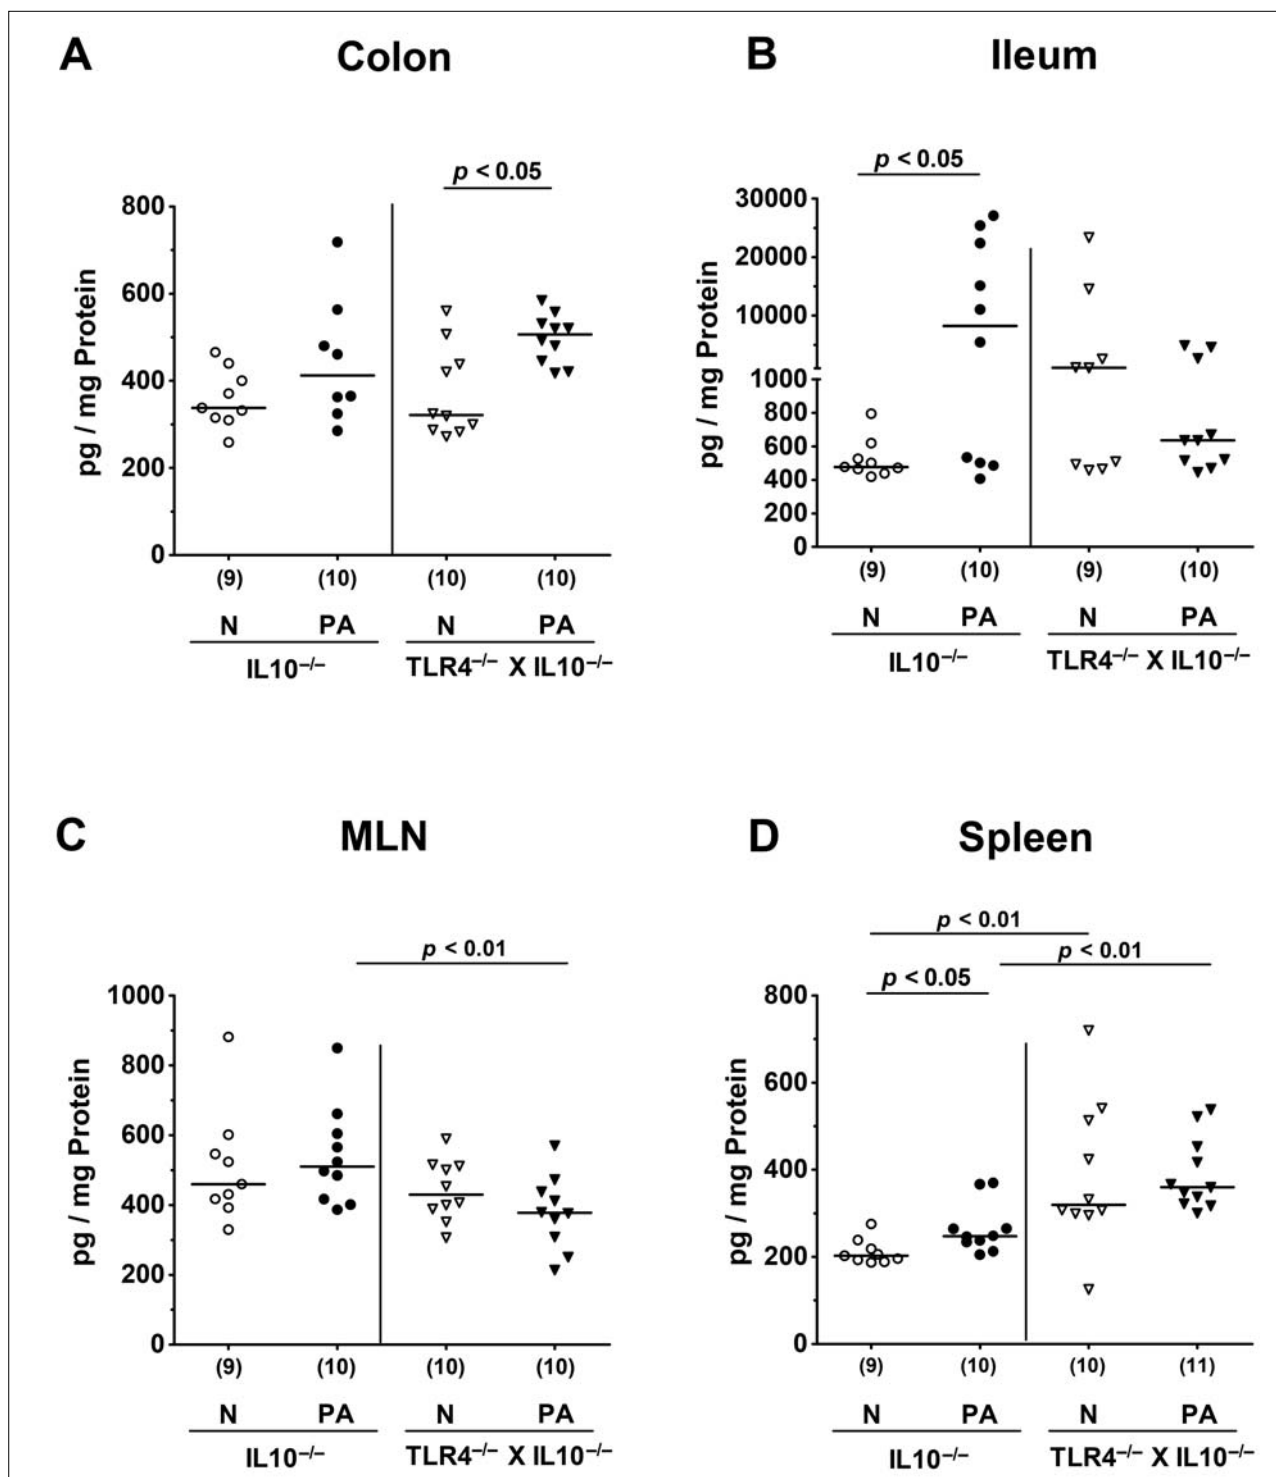 A Colon
p < 0.05
pg / mg Protein
800
600
400
200
0
(9) (10) (10) (10)
N PA N PA
IL10–/– TLR4–/– X IL10–/–
B Ileum
p < 0.05
pg / mg Protein
30000
20000
10000
1000
800
600
400
200
0
(9) (10) (9) (10)
N PA N PA
IL10–/– TLR4–/– X IL10–/–
C MLN
p < 0.01
pg / mg Protein
1000
800
600
400
200
0
(9) (10) (10) (10)
N PA N PA
IL10–/– TLR4–/– X IL10–/–
D Spleen
p < 0.01
p < 0.01
p < 0.05
pg / mg Protein
800
600
400
200
0
(9) (10) (10) (11)
N PA N PA
IL10–/– TLR4–/– X IL10–/–